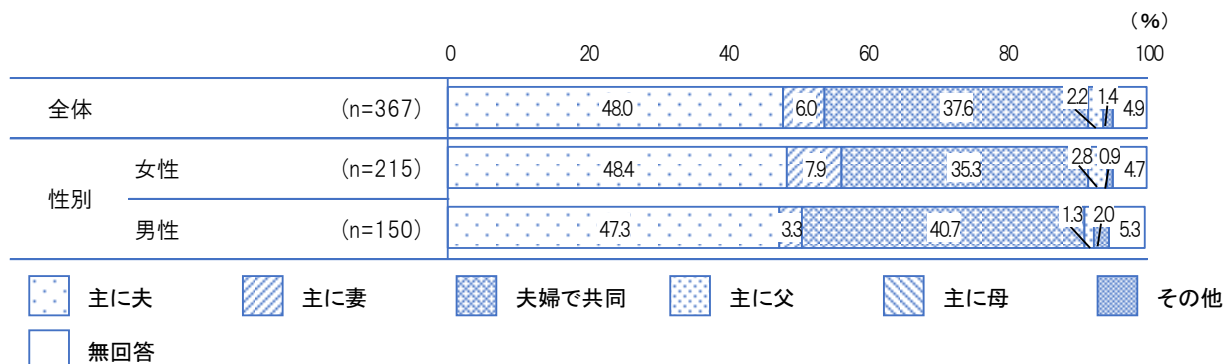 (%)
0 20 40 60 80 100
全体 (n=367) 48.0 6.0 37.6 2.2 1.4 4.9
性別
女性 (n=215) 48.4 7.9 35.3 2.8 0.9 4.7
男性 (n=150) 47.3 3.3 40.7 1.3 2.0 5.3
主に夫 主に妻 夫婦で共同 主に父 主に母 その他
無回答